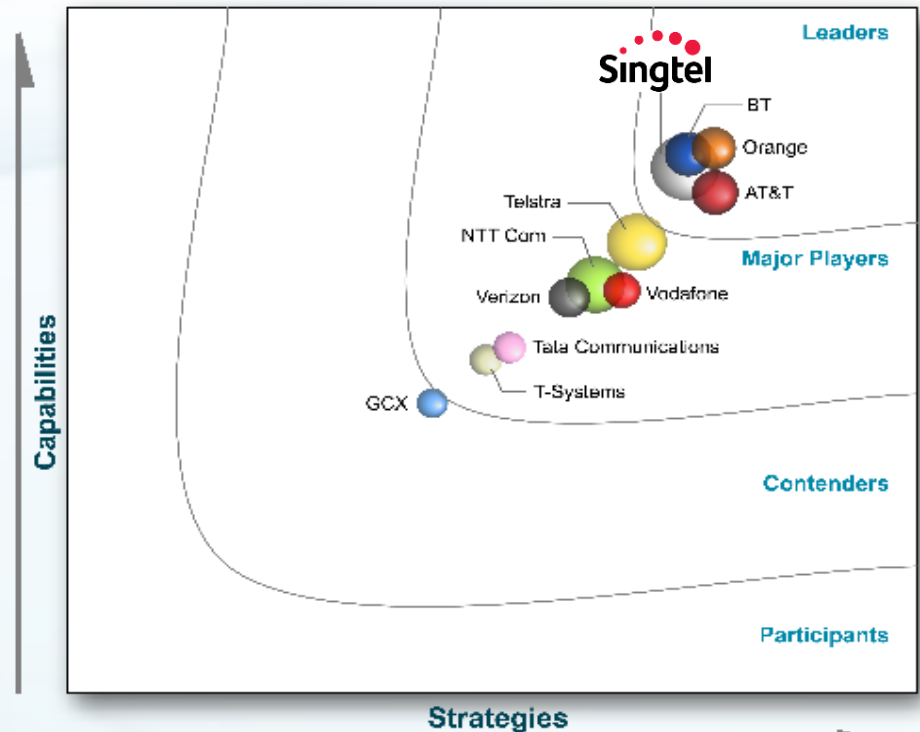 Leaders
Singtel
BT
Orange
AT&T
Telstra
NTT Com
Major Players
Verizon
Vodafone
Tata Communications
T-Systems
GCX
Capabilities
Contenders
Participants
Strategies